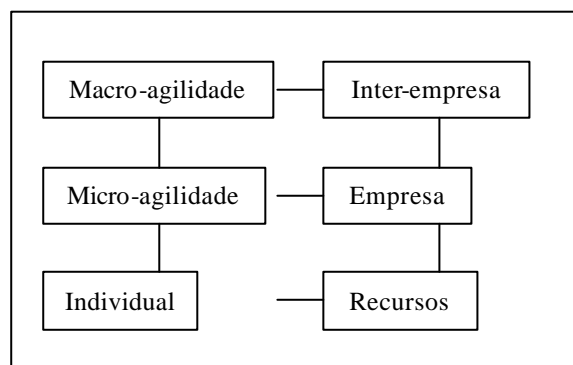 Macro-agilidade
Inter-empresa
Micro-agilidade
Empresa
Individual
Recursos